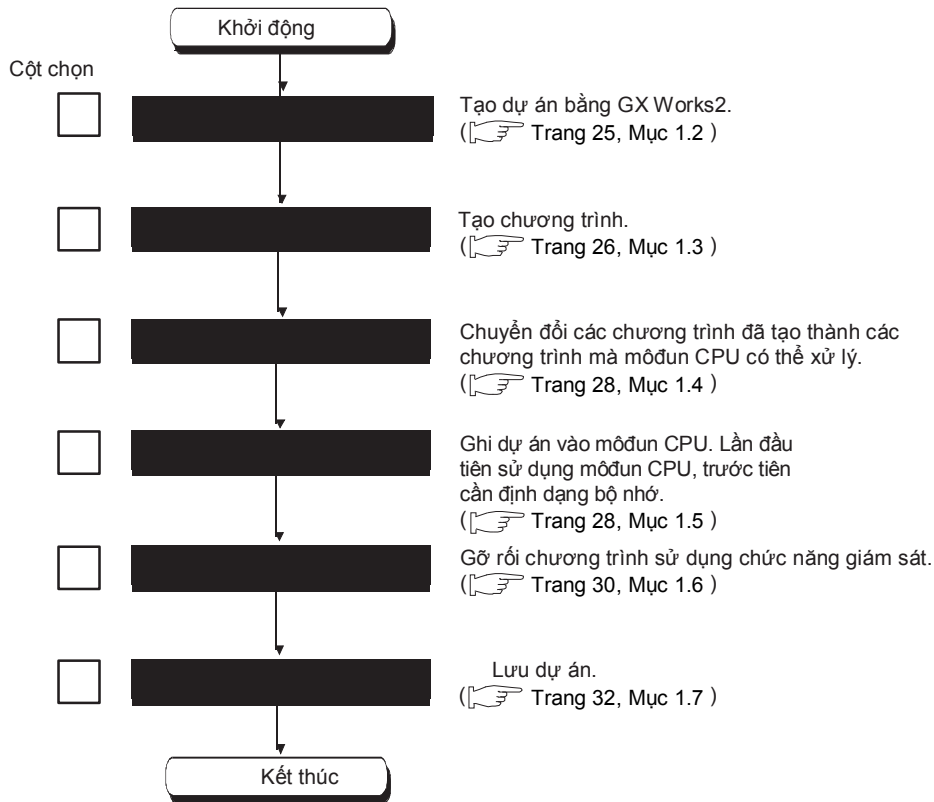 Khởi động
Cột chọn
Tạo dự án bằng GX Works2.
( Trang 25, Mục 1.2 )
Tạo chương trình.
( Trang 26, Mục 1.3 )
Chuyển đổi các chương trình đã tạo thành các
chương trình mà môđun CPU có thể xử lý.
( Trang 28, Mục 1.4 )
Ghi dự án vào môđun CPU. Lần đầu
tiên sử dụng môđun CPU, trước tiên
cần định dạng bộ nhớ.
( Trang 28, Mục 1.5 )
Gỡ rối chương trình sử dụng chức năng giám sát.
( Trang 30, Mục 1.6 )
Lưu dự án.
( Trang 32, Mục 1.7 )
Kết thúc